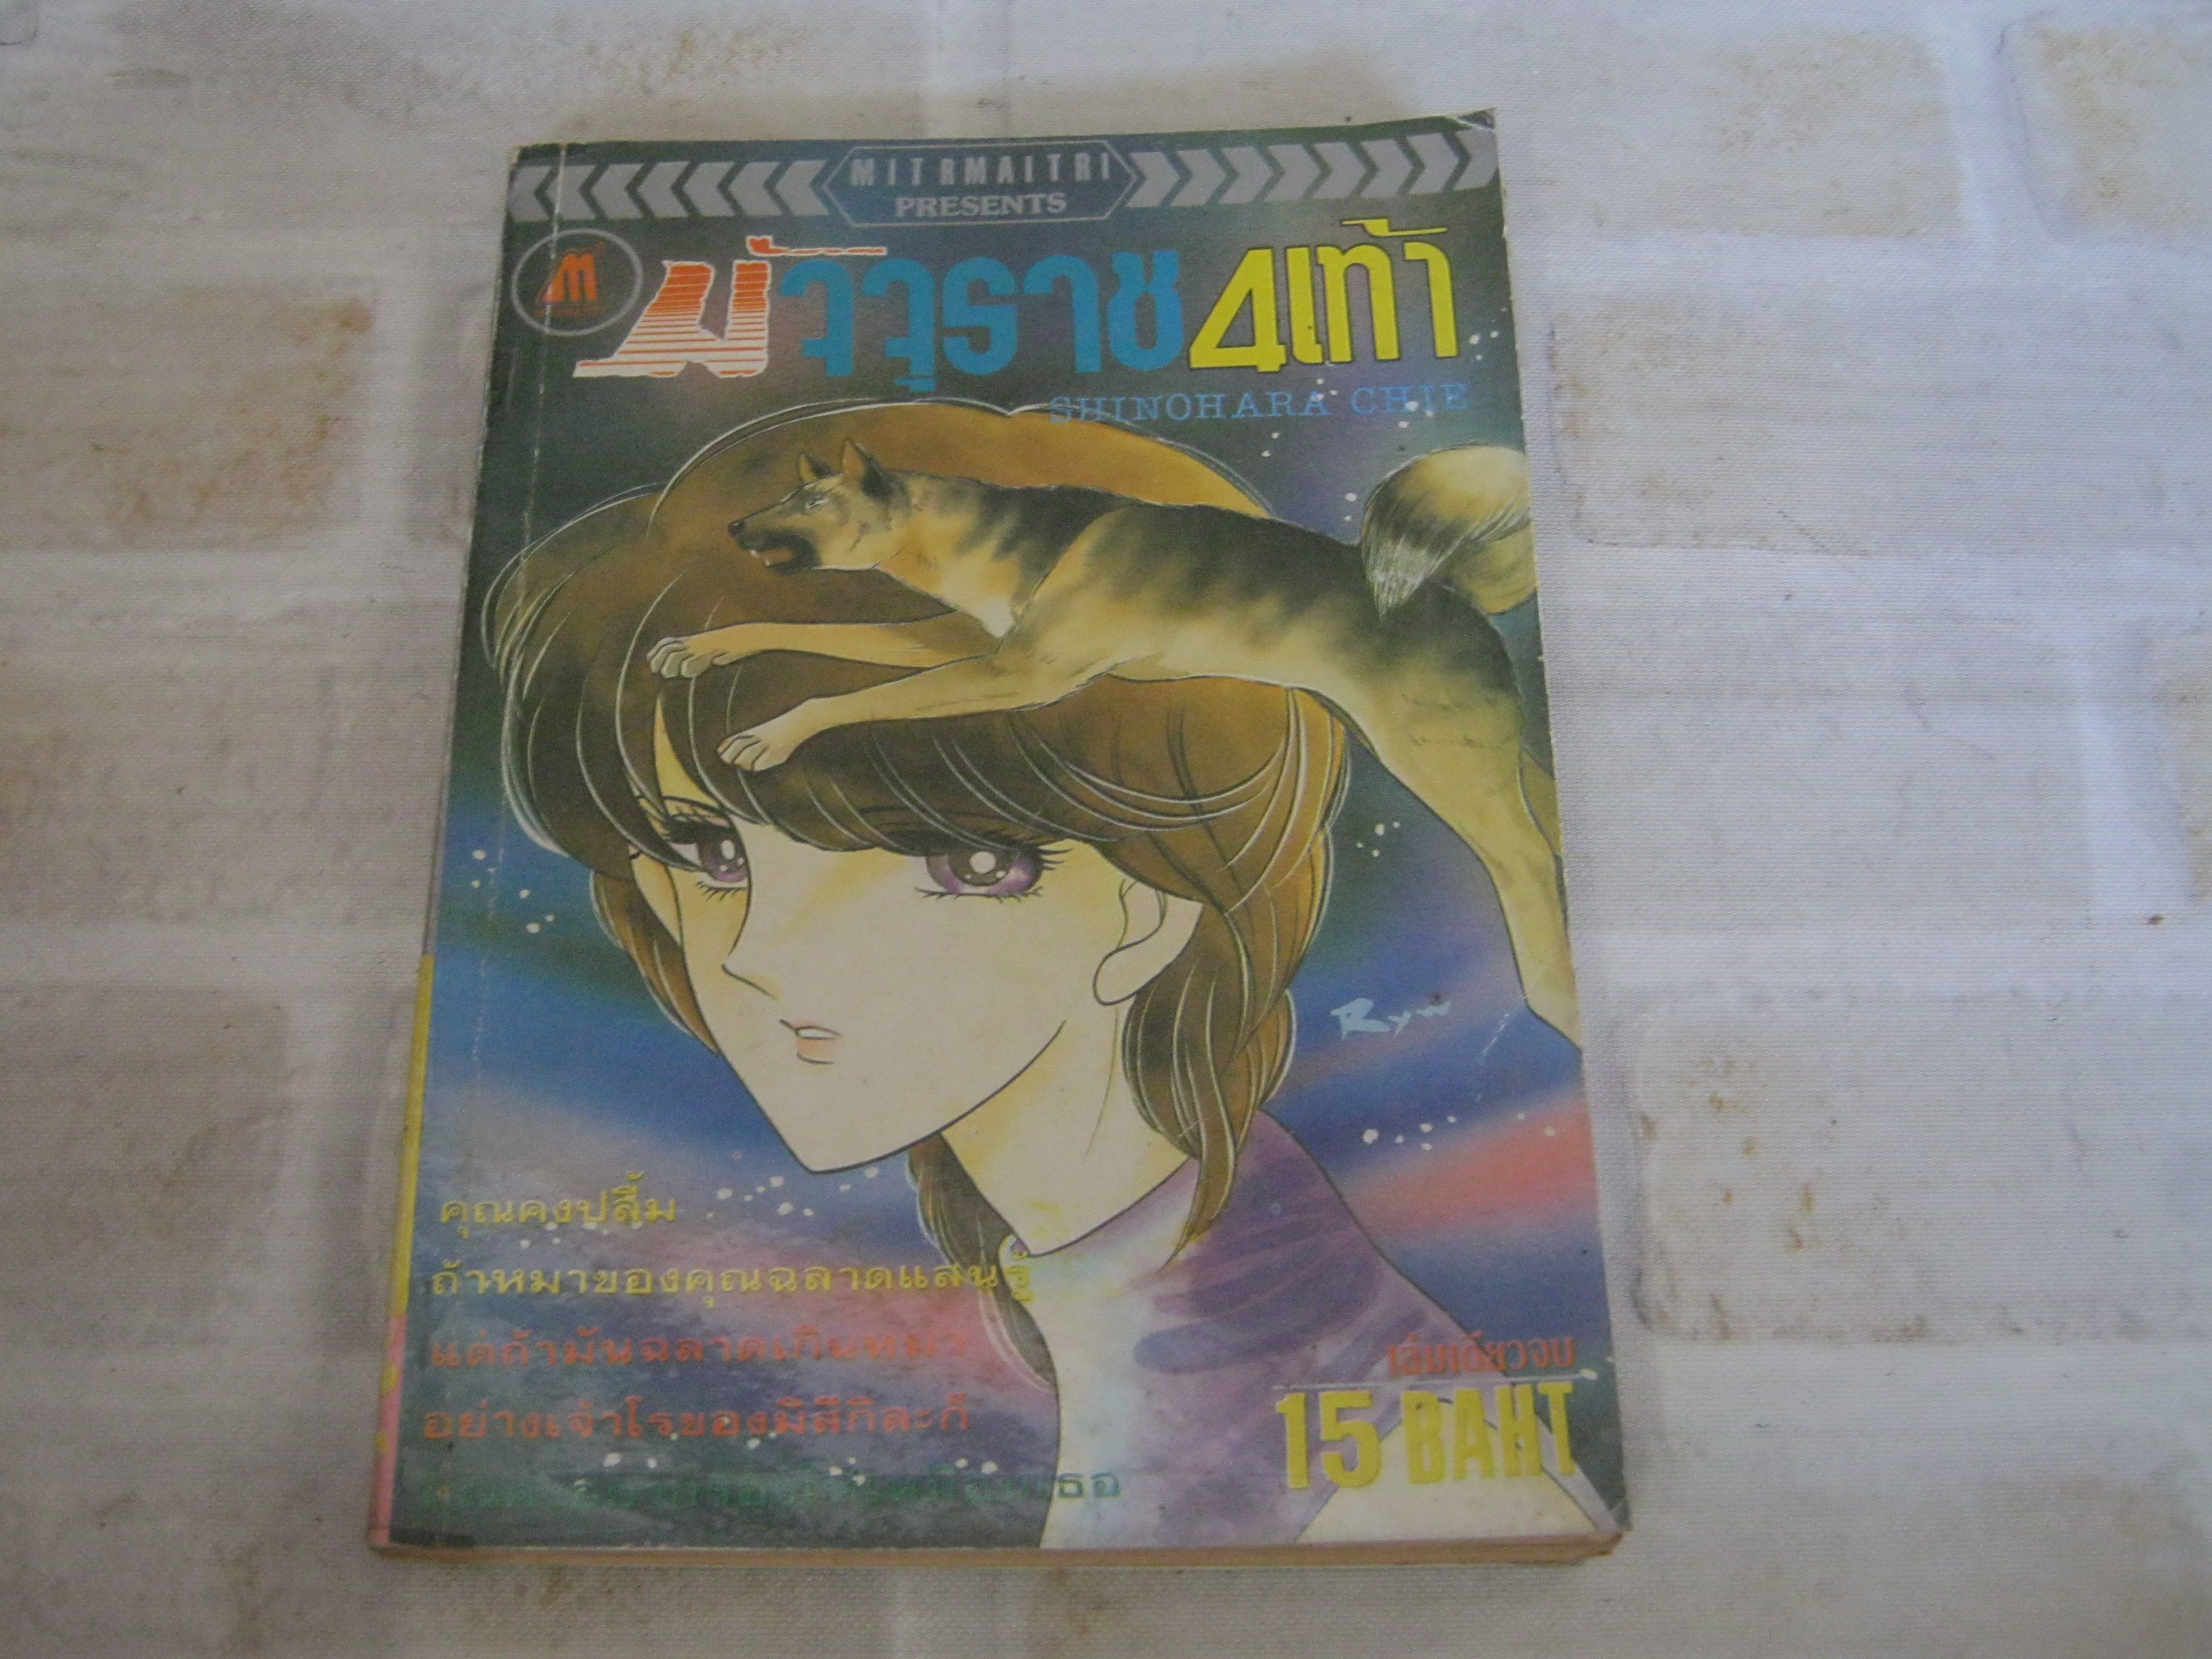 MITRMAITRI
PRESENTS
มัจจุราช 4เท้า
SHINOHARA CHIE
Ryu
คุณคงปลื้ม
ถ้าหมาของคุณฉลาดแสนรู้
แต่ถ้ามันฉลาดเกินหมา
อย่างเจ้าโรของมิสึกิละก็
เธอ
เล่มเดียวจบ
15 BAHT